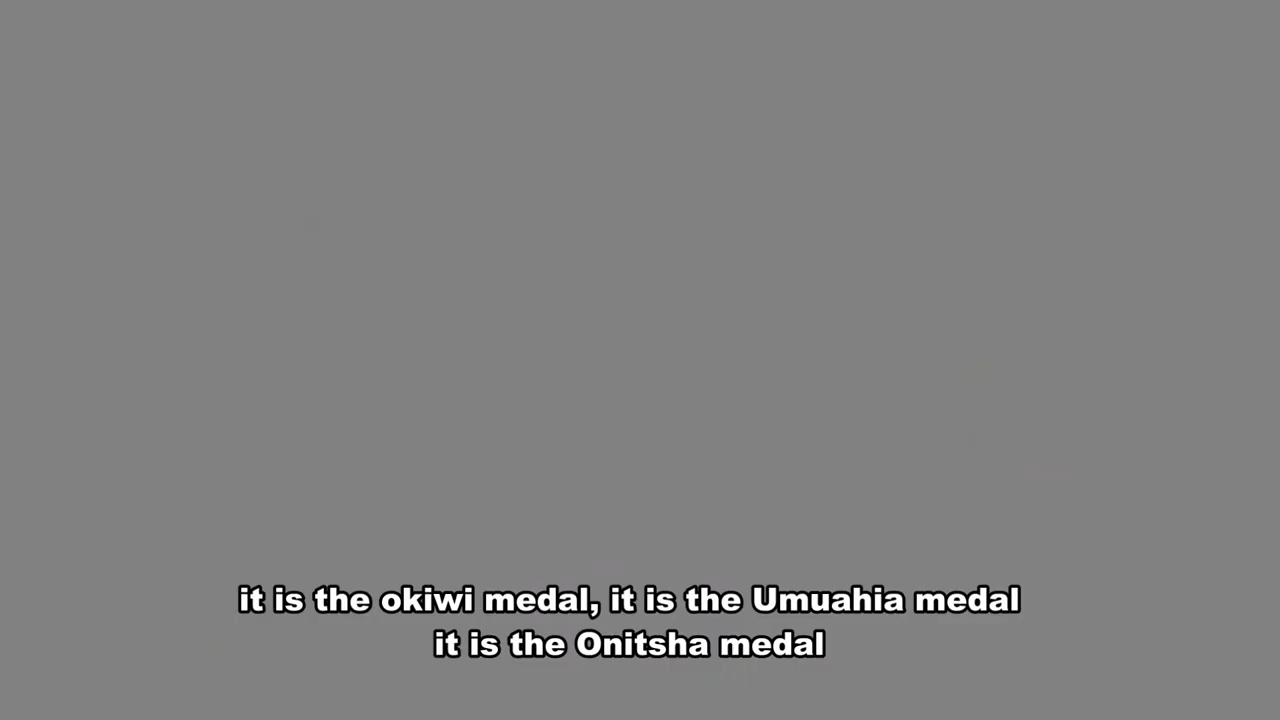 it is the okiwi medal, it is the Umuahia medal
it is the Onitsha medal